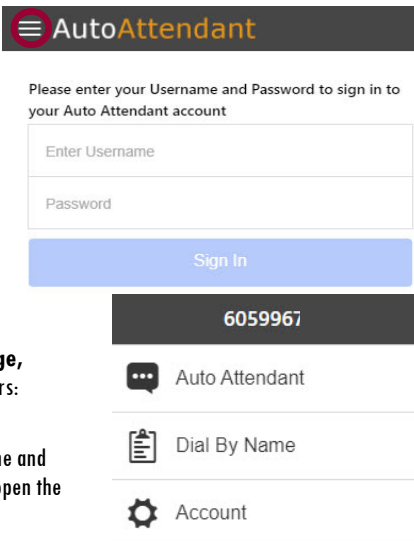 AutoAttendant
Please enter your Username and Password to sign in to
your Auto Attendant account
Enter Username
Password
Sign In
6059967
ge,
rs:
Auto Attendant
Dial By Name
and
open the
Account